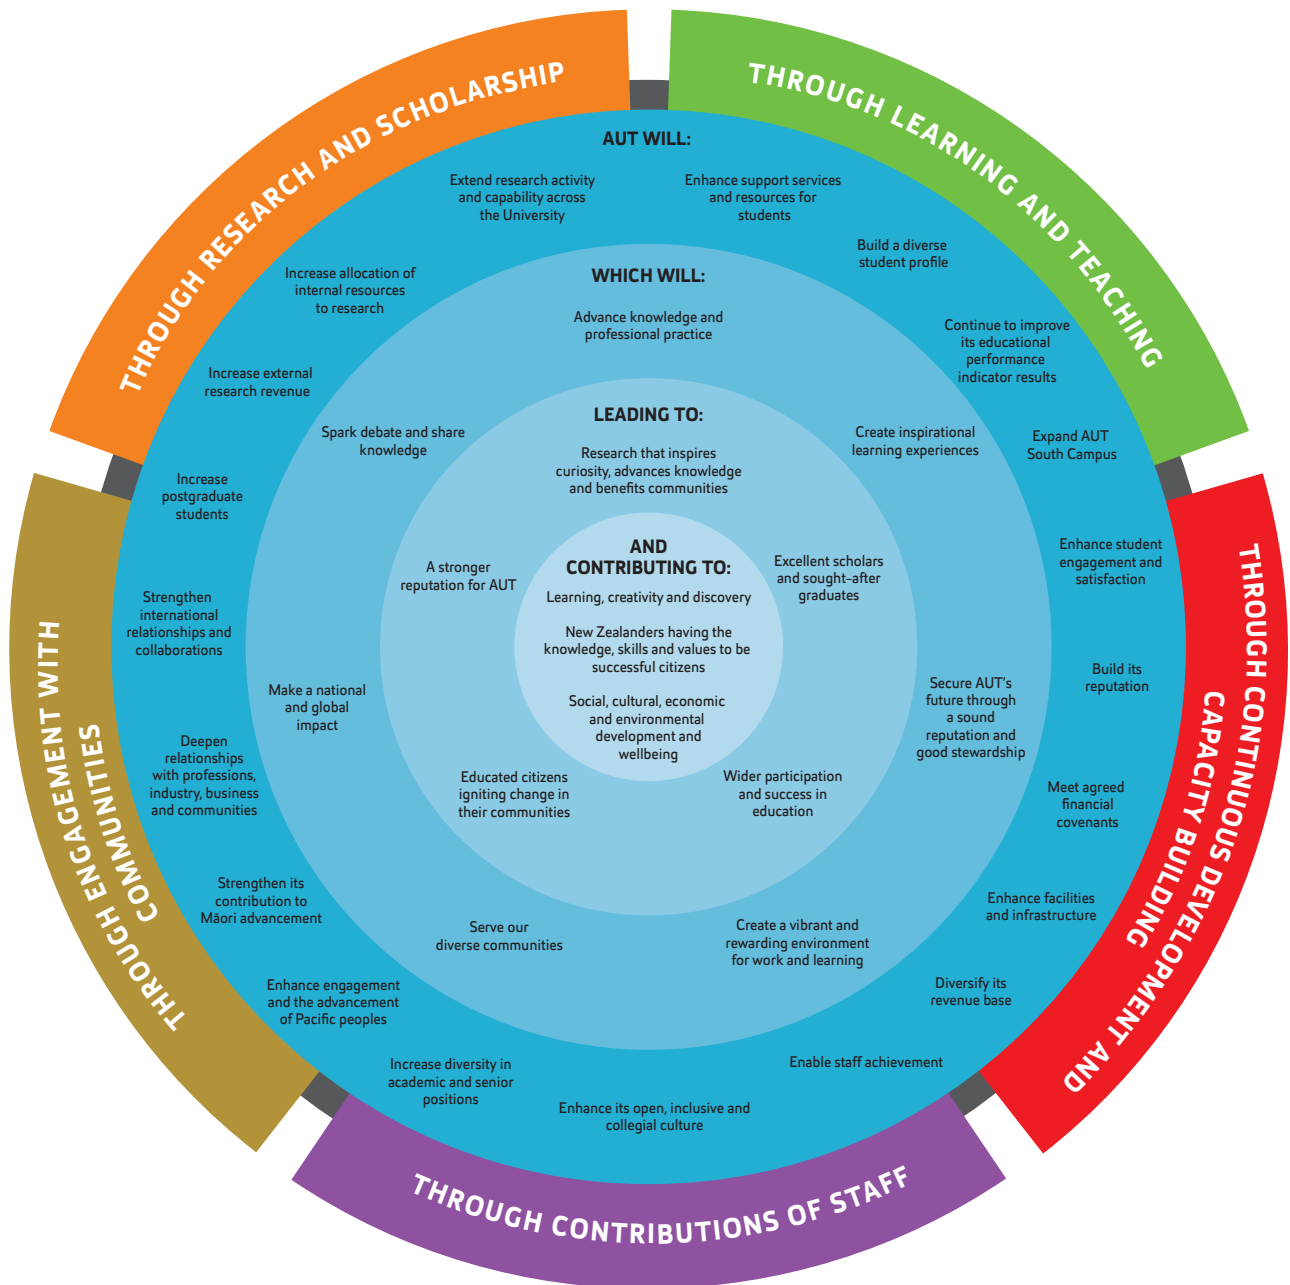 THROUGH RESEARCH AND SCHOLARSHIP
THROUGH LEARNING AND TEACHING
THROUGH CONTINUOUS DEVELOPMENT AND
CAPACITY BUILDING
THROUGH CONTRIBUTIONS OF STAFF
THROUGH ENGAGEMENT WITH
COMMUNITIES
AUT WILL:
Extend research activity
and capability across
the University
Enhance support services
and resources for
students
Build a diverse
student profile
Continue to improve
its educational
performance
indicator results
Expand AUT
South Campus
Enhance student
engagement and
satisfaction
Build its
reputation
Meet agreed
financial
covenants
Enhance facilities
and infrastructure
Diversify its
revenue base
Enable staff achievement
Enhance its open, inclusive and
collegial culture
Increase diversity in
academic and senior
positions
Enhance engagement
and the advancement
of Pacific peoples
Strengthen its
contribution to
Māori advancement
Deepen
relationships
with professions,
industry, business
and communities
Strengthen
international
relationships and
collaborations
Increase
postgraduate
students
Increase external
research revenue
Increase allocation of
internal resources
to research
WHICH WILL:
Advance knowledge and
professional practice
Create inspirational
learning experiences
Secure AUT's
future through
a sound
reputation and
good stewardship
Create a vibrant and
rewarding environment
for work and learning
Serve our
diverse communities
Make a national
and global
impact
Spark debate and share
knowledge
LEADING TO:
Research that inspires
curiosity, advances knowledge
and benefits communities
Excellent scholars
and sought-after
graduates
Wider participation
and success in
education
Educated citizens
igniting change in
their communities
A stronger
reputation for AUT
AND
CONTRIBUTING TO:
Learning, creativity and discovery
New Zealanders having the
knowledge, skills and values to be
successful citizens
Social, cultural, economic
and environmental
development and
wellbeing